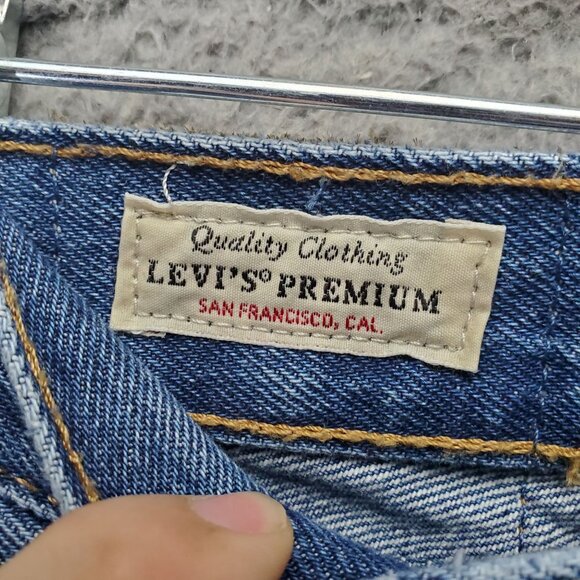 Quality Clothing
LEVI'S® PREMIUM
SAN FRANCISCO, CAL.